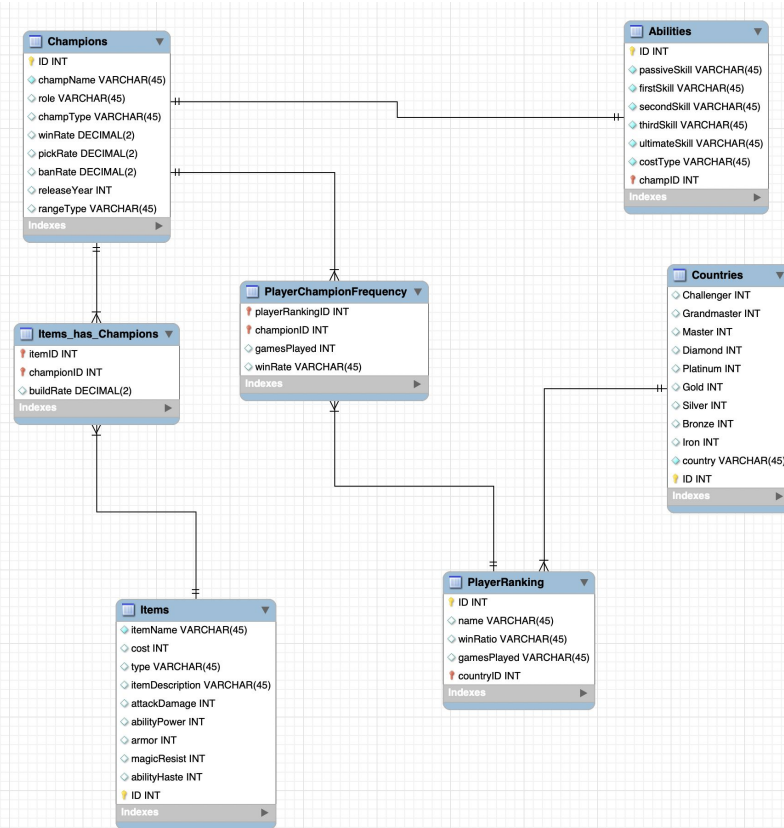 Champions
ID INT
champName VARCHAR(45)
role VARCHAR(45)
champType VARCHAR(45)
winRate DECIMAL(2)
pickRate DECIMAL(2)
banRate DECIMAL(2)
releaseYear INT
rangeType VARCHAR(45)
Indexes
Abilities
ID INT
passiveSkill VARCHAR(45)
firstSkill VARCHAR(45)
secondSkill VARCHAR(45)
thirdSkill VARCHAR(45)
ultimateSkill VARCHAR(45)
costType VARCHAR(45)
champID INT
Indexes
Countries
Challenger INT
Grandmaster INT
Master INT
Diamond INT
Platinum INT
Gold INT
Silver INT
Bronze INT
Iron INT
country VARCHAR(45)
ID INT
Indexes
PlayerChampionFrequency
playerRankingID INT
championID INT
gamesPlayed INT
winRate VARCHAR(45)
Indexes
Items_has_Champions
itemID INT
championID INT
buildRate DECIMAL(2)
Indexes
PlayerRanking
ID INT
name VARCHAR(45)
winRatio VARCHAR(45)
gamesPlayed VARCHAR(45)
countryID INT
Indexes
Items
itemName VARCHAR(45)
cost INT
type VARCHAR(45)
itemDescription VARCHAR(45)
attackDamage INT
abilityPower INT
armor INT
magicResist INT
abilityHaste INT
ID INT
Indexes